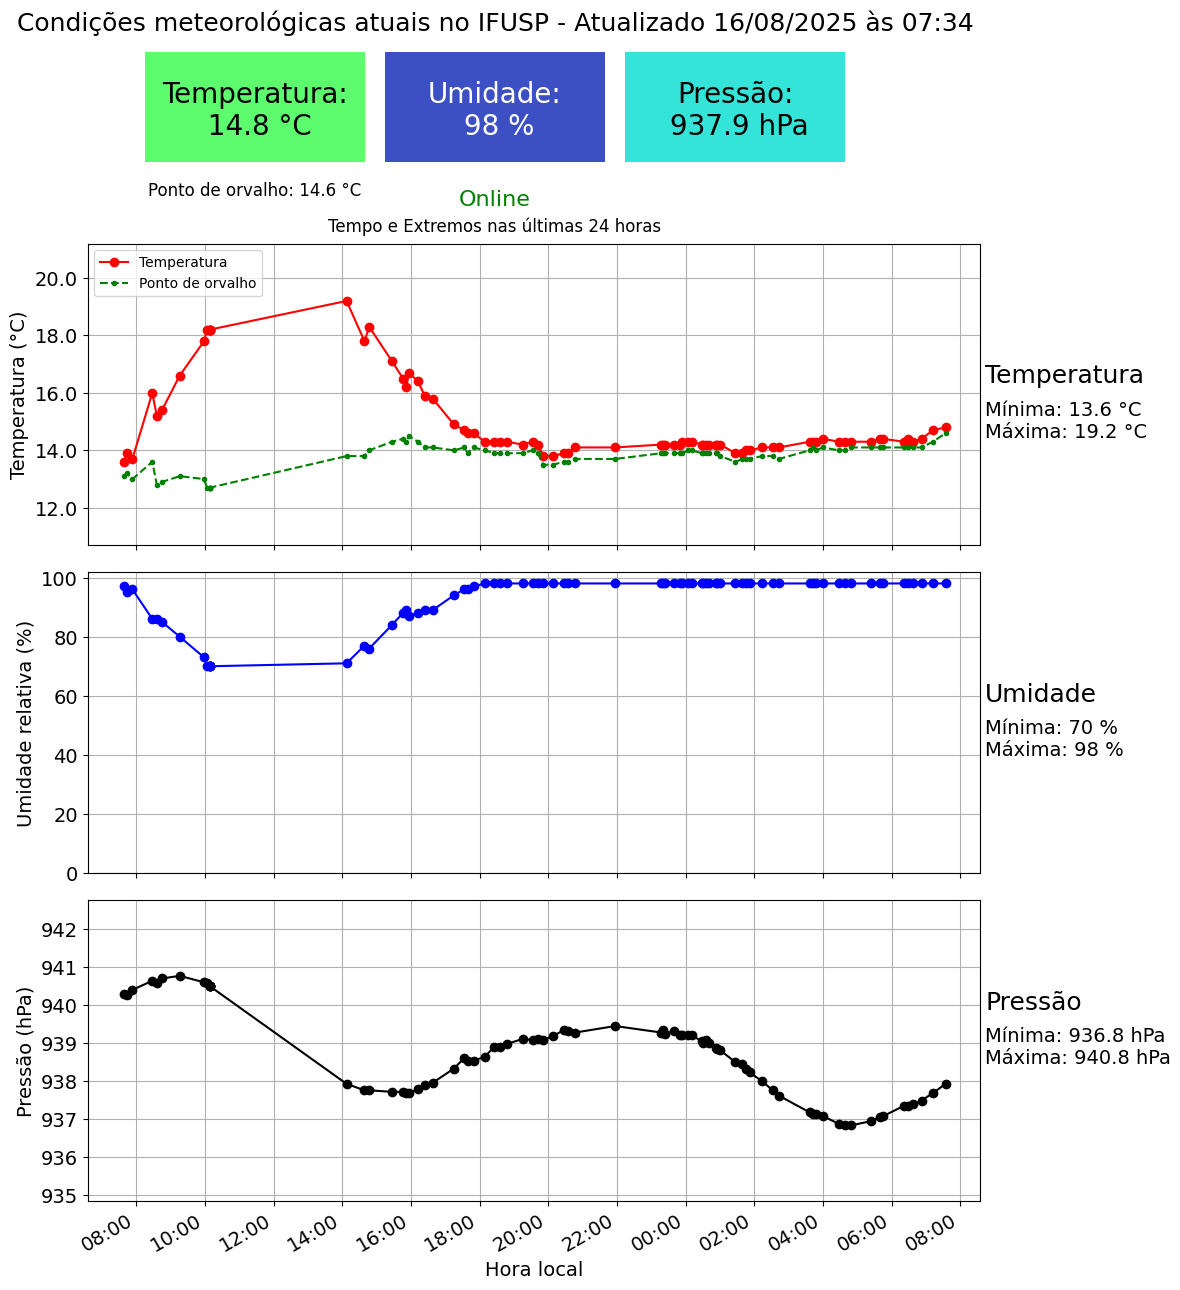 Condições meteorológicas atuais no IFUSP - Atualizado 16/08/2025 às 07:34
Temperatura:
14.8 °C
Umidade:
98 %
Pressão:
937.9 hPa
Ponto de orvalho: 14.6 °C
Online
Tempo e Extremos nas últimas 24 horas
Temperatura
Ponto de orvalho
Temperatura (°C)
20.0
18.0
16.0
14.0
12.0
Temperatura
Mínima: 13.6 °C
Máxima: 19.2 °C
Umidade relativa (%)
100
80
60
40
20
0
Umidade
Mínima: 70 %
Máxima: 98 %
Pressão (hPa)
942
941
940
939
938
937
936
935
Pressão
Mínima: 936.8 hPa
Máxima: 940.8 hPa
08:00
10:00
12:00
14:00
16:00
18:00
20:00
22:00
00:00
02:00
04:00
06:00
08:00
Hora local